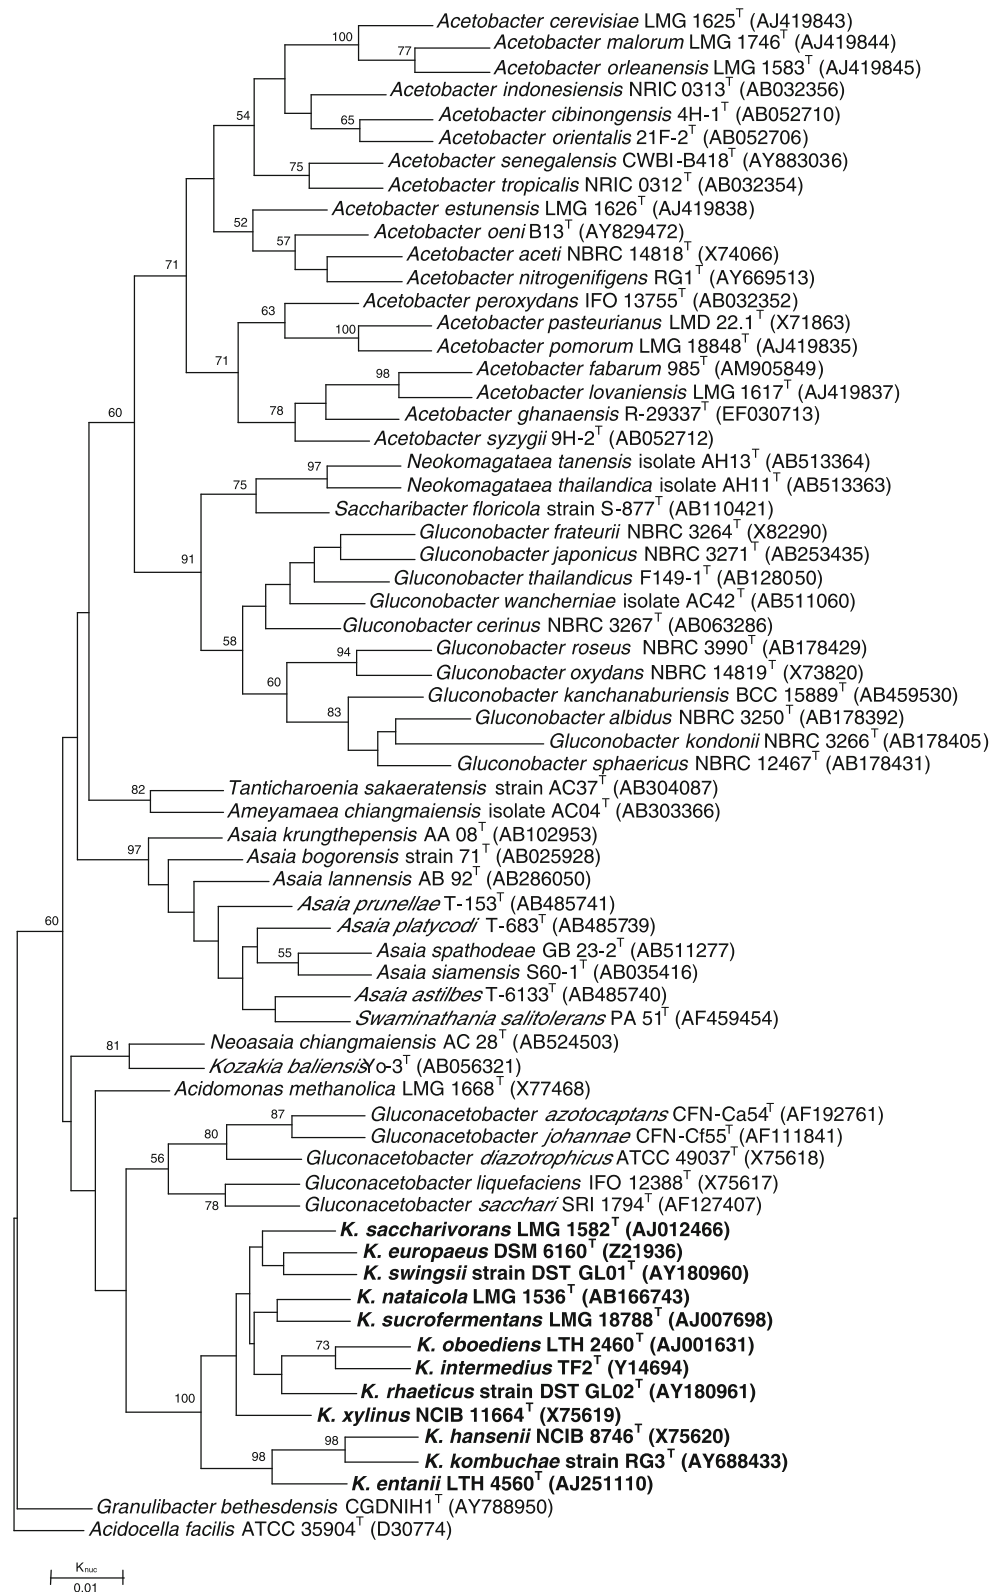 Acetobacter cerevisiae LMG 1625T (AJ419843)
100
77
Acetobacter malorum LMG 1746T (AJ419844)
Acetobacter orleanensis LMG 1583T (AJ419845)
Acetobacter indonesiensis NRIC 0313T (AB032356)
54
65
Acetobacter cibinongensis 4H-1T (AB052710)
Acetobacter orientalis 21F-2T (AB052706)
75
Acetobacter senegalensis CWBI-B418T (AY883036)
Acetobacter tropicalis NRIC 0312T (AB032354)
52
Acetobacter estunensis LMG 1626T (AJ419838)
57
Acetobacter oeni B13T (AY829472)
Acetobacter aceti NBRC 14818T (X74066)
71
Acetobacter nitrogenifigens RG1T (AY669513)
63
Acetobacter peroxydans IFO 13755T (AB032352)
100
Acetobacter pasteurianus LMD 22.1T (X71863)
Acetobacter pomorum LMG 18848T (AJ419835)
71
98
Acetobacter fabarum 985T (AM905849)
Acetobacter lovaniensis LMG 1617T (AJ419837)
60
78
Acetobacter ghanaensis R-29337T (EF030713)
Acetobacter syzygii 9H-2T (AB052712)
97
Neokomagataea tanensis isolate AH13T (AB513364)
75
Neokomagataea thailandica isolate AH11T (AB513363)
Saccharibacter floricola strain S-877T (AB110421)
Gluconobacter frateurii NBRC 3264T (X82290)
91
Gluconobacter japonicus NBRC 3271T (AB253435)
Gluconobacter thailandicus F149-1T (AB128050)
Gluconobacter wancherniae isolate AC42T (AB511060)
Gluconobacter cerinus NBRC 3267T (AB063286)
58
94
Gluconobacter roseus NBRC 3990T (AB178429)
Gluconobacter oxydans NBRC 14819T (X73820)
60
Gluconobacter kanchanaburiensis BCC 15889T (AB459530)
83
Gluconobacter albidus NBRC 3250T (AB178392)
Gluconobacter kondonii NBRC 3266T (AB178405)
Gluconobacter sphaericus NBRC 12467T (AB178431)
82
Tanticharoenia sakaeratensis strain AC37T (AB304087)
Ameyamaea chiangmaiensis isolate AC04T (AB303366)
Asaia krungthepensis AA 08T (AB102953)
97
Asaia bogorensis strain 71T (AB025928)
Asaia lannensis AB 92T (AB286050)
Asaia prunellae T-153T (AB485741)
60
Asaia platycodi T-683T (AB485739)
55
Asaia spathodeae GB 23-2T (AB511277)
Asaia siamensis S60-1T (AB035416)
Asaia astilbes T-6133T (AB485740)
Swaminathania salitolerans PA 51T (AF459454)
81
Neoasaia chiangmaiensis AC 28T (AB524503)
Kozakia baliensis Yo-3T (AB056321)
Acidomonas methanolica LMG 1668T (X77468)
87
Gluconacetobacter azotocaptans CFN-Ca54T (AF192761)
80
Gluconacetobacter johannae CFN-Cf55T (AF111841)
56
Gluconacetobacter diazotrophicus ATCC 49037T (X75618)
Gluconacetobacter liquefaciens IFO 12388T (X75617)
78
Gluconacetobacter sacchari SRI 1794T (AF127407)
K. saccharivorans LMG 1582T (AJ012466)
K. europaeus DSM 6160T (Z21936)
K. swingsii strain DST GL01T (AY180960)
K. nataicola LMG 1536T (AB166743)
K. sucrofermentans LMG 18788T (AJ007698)
73
K. oboediens LTH 2460T (AJ001631)
K. intermedius TF2T (Y14694)
K. rhaeticus strain DST GL02T (AY180961)
100
K. xylinus NCIB 11664T (X75619)
98
K. hansenii NCIB 8746T (X75620)
98
K. kombuchae strain RG3T (AY688433)
K. entanii LTH 4560T (AJ251110)
Granulibacter bethesdensis CGDNIH1T (AY788950)
Acidocella facilis ATCC 35904T (D30774)
Knuc
0.01